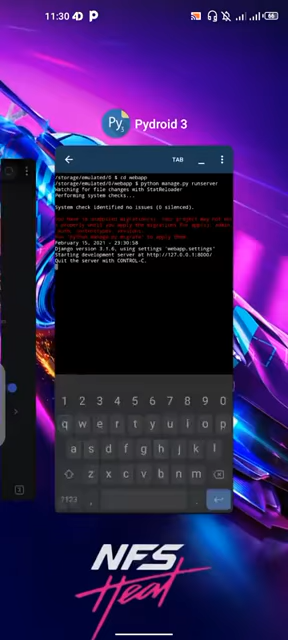 11:30
66
Pydroid 3
TAB
/storage/emulated/0 $ cd webapp
/storage/emulated/0/webapp $ python manage.py runserver
Watching for file changes with StatReloader
Performing system checks...
System check identified no issues (0 silenced).
February 15, 2021 - 23:30:58
Django version 3.1.6, using settings 'webapp.settings'
Starting development server at http://127.0.0.1:8000/
Quit the server with CONTROL-C.
1 2 3 4 5 6 7 8 9 0
q w e r t y u i o p
a s d f g h j k l
z x c v b n m
?123 , .
NFS
Heat